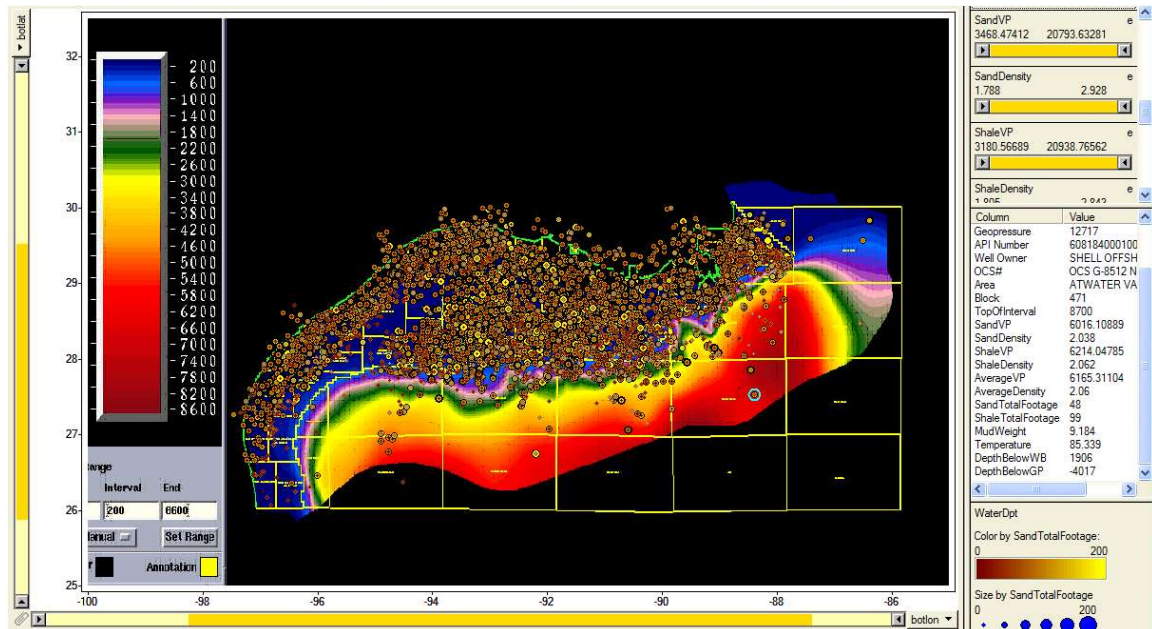 botlat
32
31
30
29
28
27
26
25
-100
-98
-96
-94
-92
-90
-88
-86
botlon
200
600
1000
1400
1800
2200
2600
3000
3400
3800
4200
4600
5000
5400
5800
6200
6600
7000
7400
7800
8200
8600
ange
Interval End
200 6600
anual Set Range
r Annotation
SandVP e
3468.47412 20793.63281
SandDensity e
1.788 2.928
ShaleVP e
3180.56689 20938.76562
ShaleDensity e
1.805 2.843
Column Value
Geopressure 12717
API Number 608184000100
Well Owner SHELL OFFSH
OCS# OCS G-8512 N
Area ATWATER VA
Block 471
TopOfInterval 8700
SandVP 6016.10889
SandDensity 2.038
ShaleVP 6214.04785
ShaleDensity 2.062
AverageVP 6165.31104
AverageDensity 2.06
SandTotalFootage 48
ShaleTotalFootage 99
MudWeight 9.184
Temperature 85.339
DepthBelowWB 1906
DepthBelowGP -4017
WaterDpt
Color by SandTotalFootage:
0 200
Size by SandTotalFootage
0 200